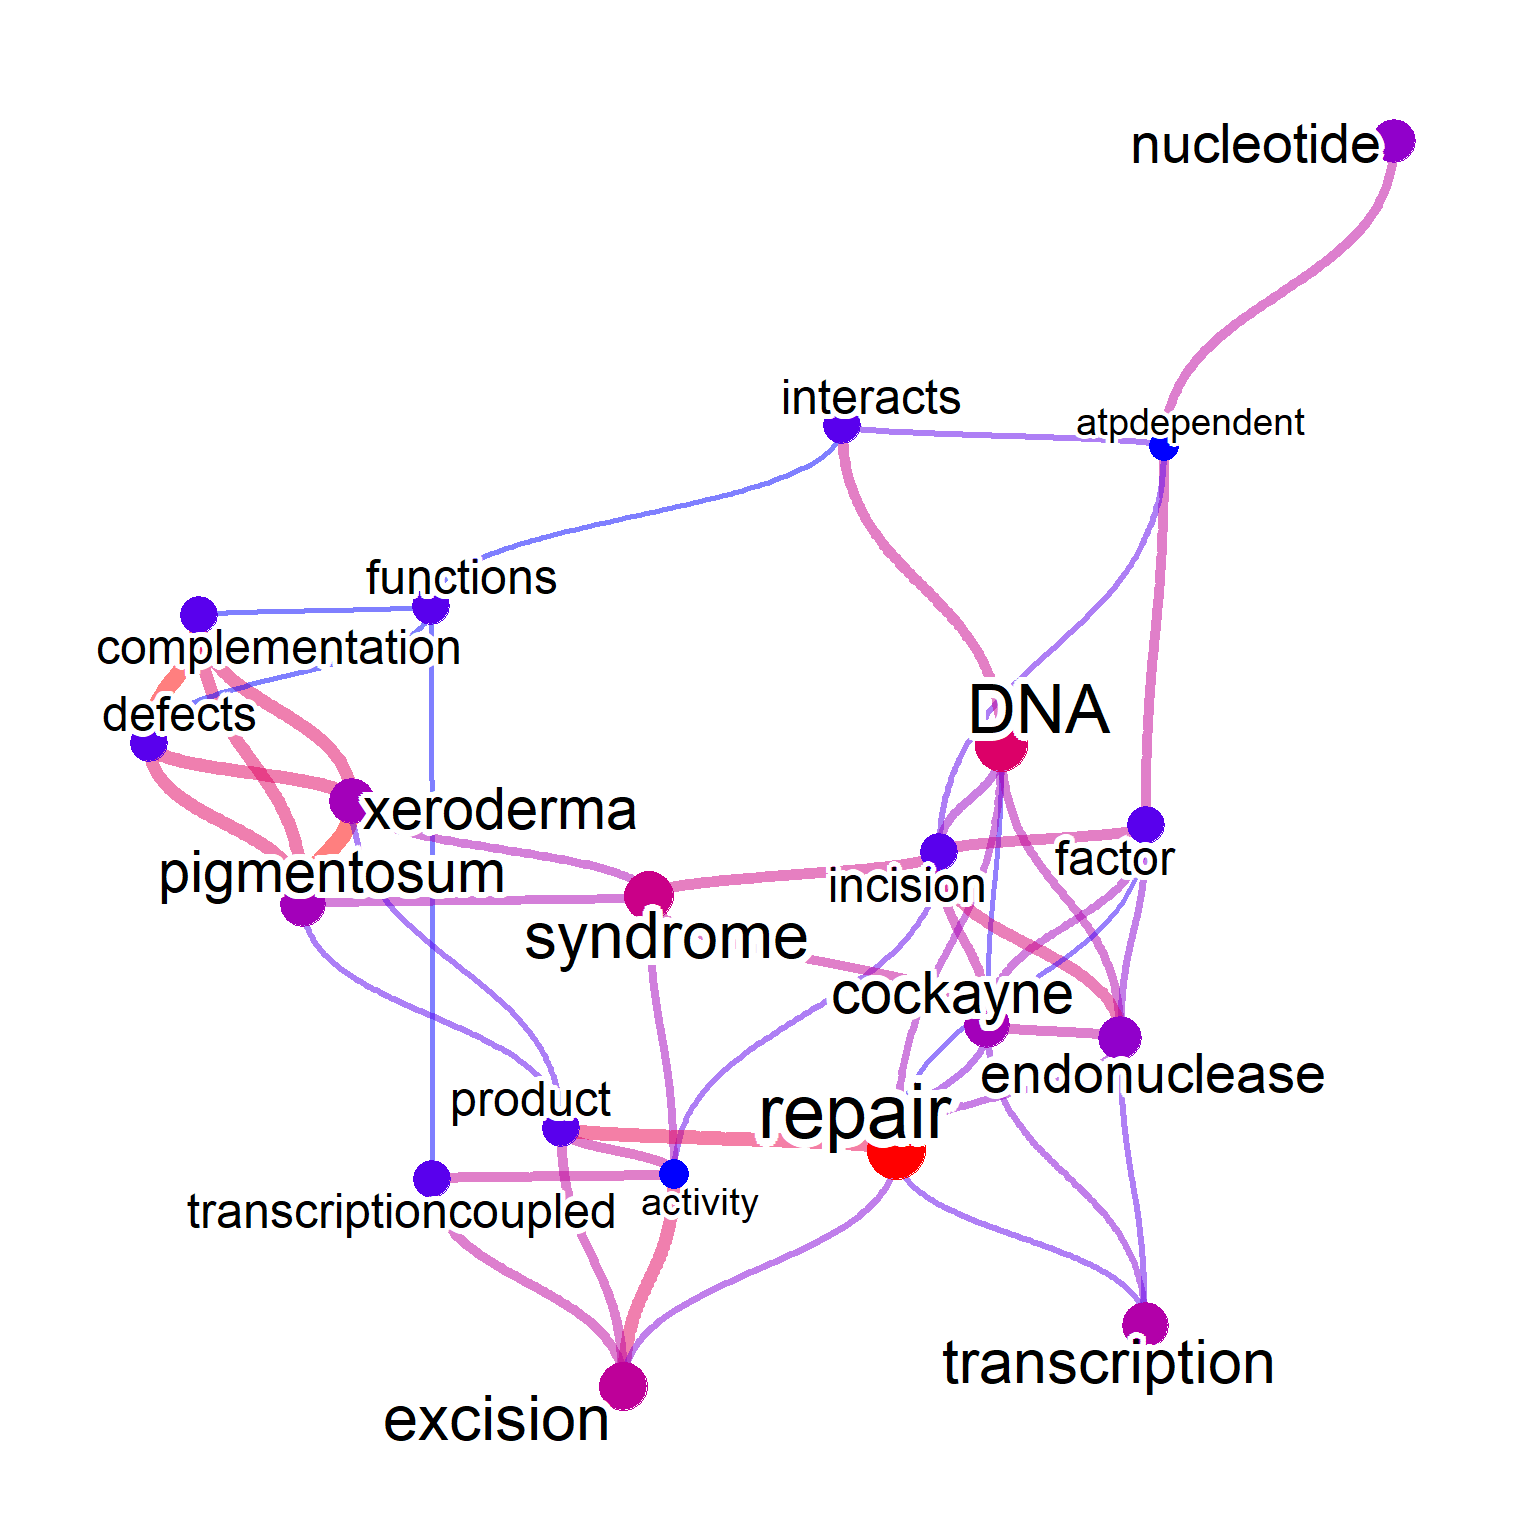 nucleotide
interacts
atpdependent
functions
complementation
defects
DNA
xeroderma
factor
pigmentosum
incision
syndrome
cockayne
endonuclease
product
repair
transcriptioncoupled
activity
transcription
excision